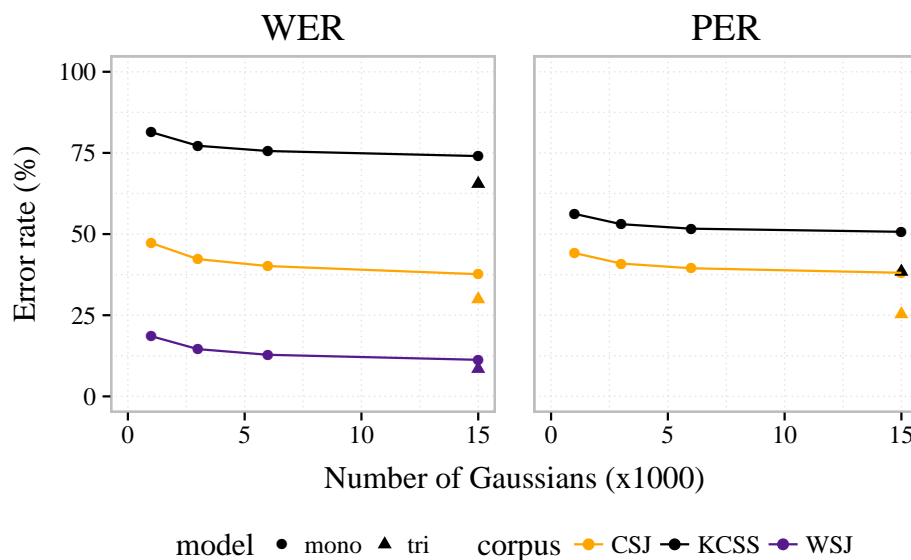 WER PER
100
75
50
25
0
Error rate (%)
0 5 10 15 0 5 10 15
Number of Gaussians (x1000)
model mono tri corpus CSJ KCSS WSJ